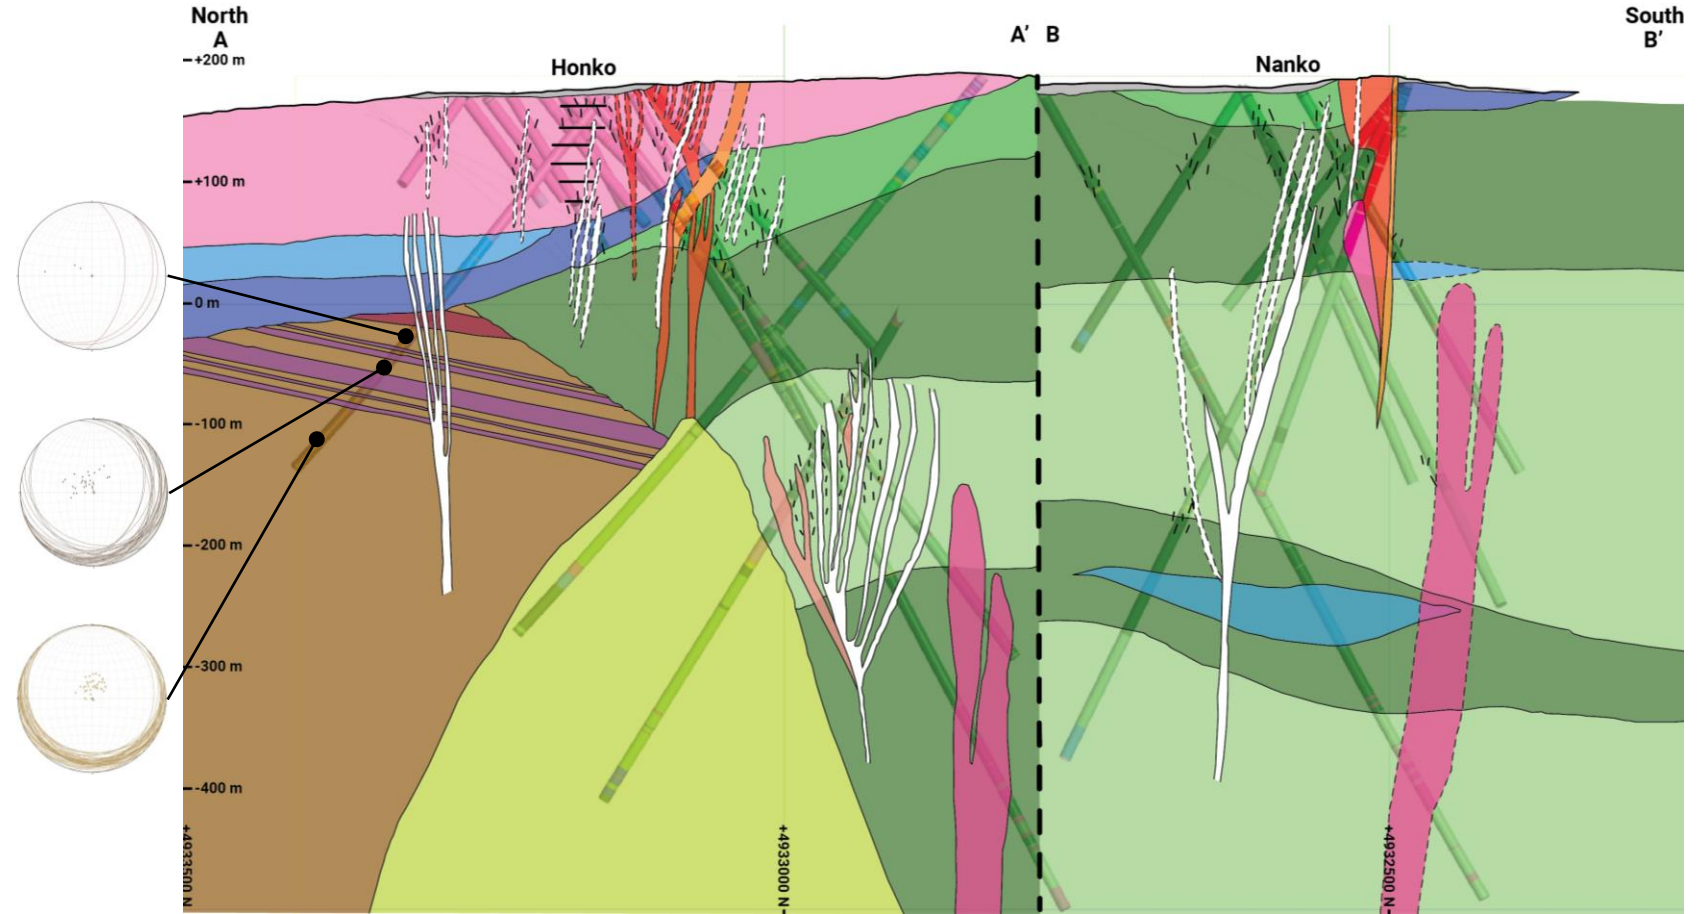 North
A
A’
B
South
B’
+200 m
Honko
Nanko
+100 m
0 m
-100 m
-200 m
-300 m
-400 m
+4933500 N
+4933000 N
+4932500 N